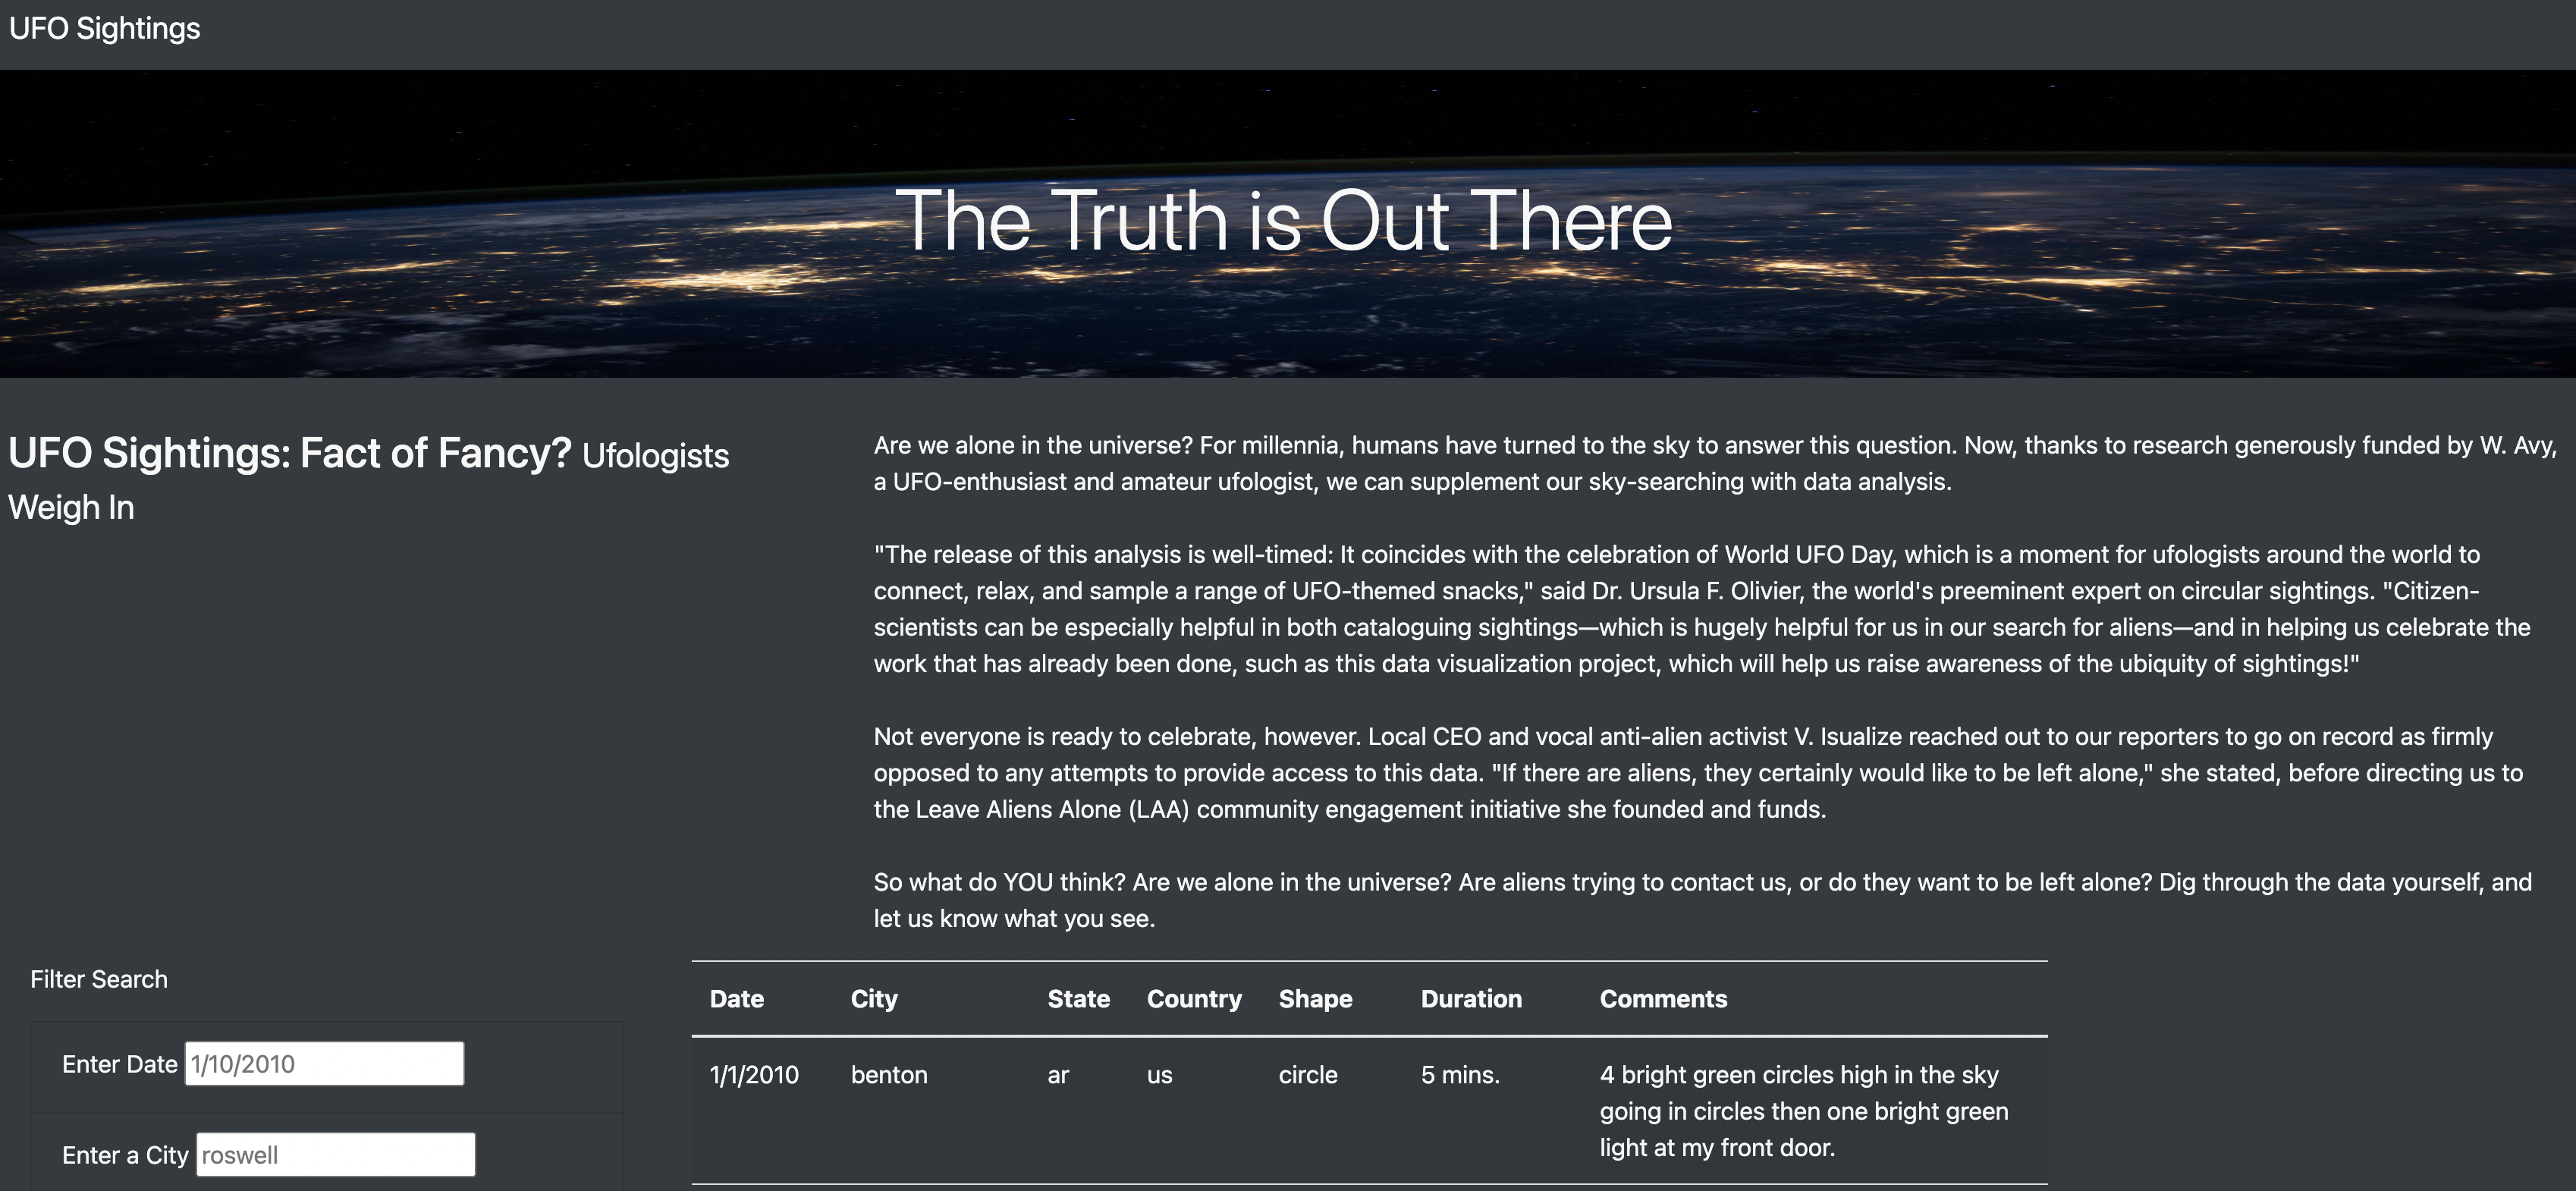 UFO Sightings
The Truth is Out There
UFO Sightings: Fact of Fancy? Ufologists
Weigh In
Are we alone in the universe? For millennia, humans have turned to the sky to answer this question. Now, thanks to research generously funded by W. Avy,
a UFO-enthusiast and amateur ufologist, we can supplement our sky-searching with data analysis.
"The release of this analysis is well-timed: It coincides with the celebration of World UFO Day, which is a moment for ufologists around the world to
connect, relax, and sample a range of UFO-themed snacks," said Dr. Ursula F. Olivier, the world's preeminent expert on circular sightings. "Citizen-
scientists can be especially helpful in both cataloguing sightings—which is hugely helpful for us in our search for aliens—and in helping us celebrate the
work that has already been done, such as this data visualization project, which will help us raise awareness of the ubiquity of sightings!"
Not everyone is ready to celebrate, however. Local CEO and vocal anti-alien activist V. Isualize reached out to our reporters to go on record as firmly
opposed to any attempts to provide access to this data. "If there are aliens, they certainly would like to be left alone," she stated, before directing us to
the Leave Aliens Alone (LAA) community engagement initiative she founded and funds.
So what do YOU think? Are we alone in the universe? Are aliens trying to contact us, or do they want to be left alone? Dig through the data yourself, and
let us know what you see.
Filter Search
Enter Date 1/10/2010
Enter a City roswell
Date City State Country Shape Duration Comments
1/1/2010 benton ar us circle 5 mins. 4 bright green circles high in the sky
going in circles then one bright green
light at my front door.